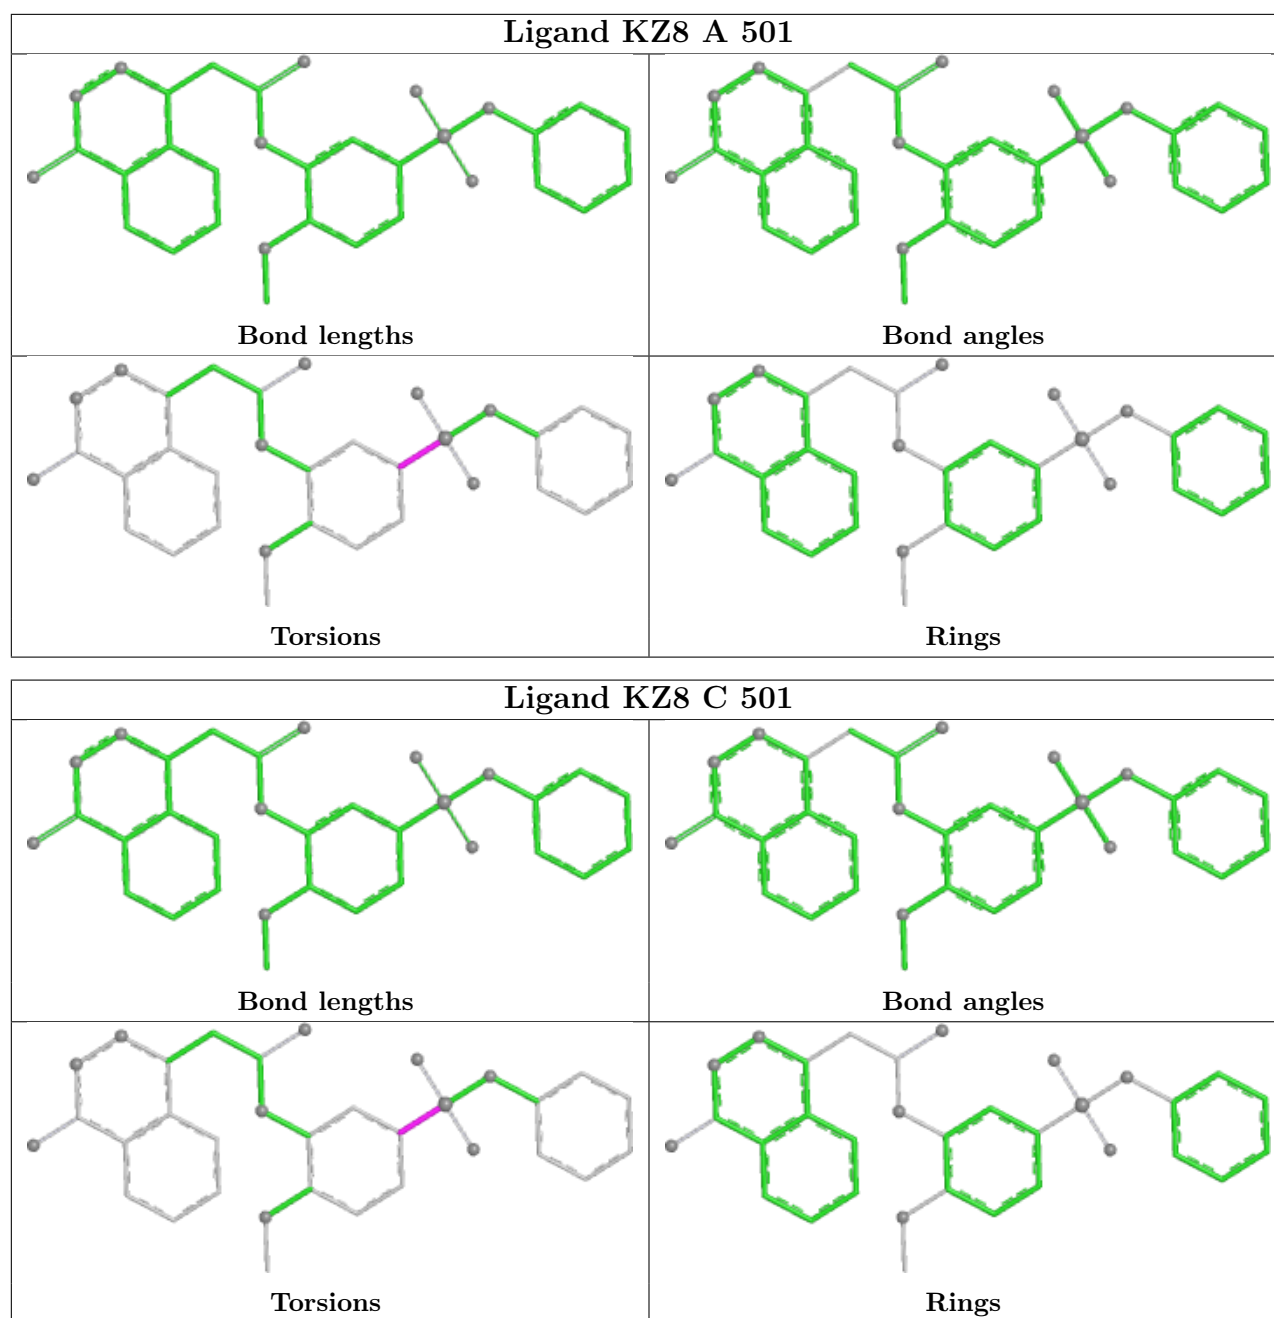 Ligand KZ8 A 501
Bond lengths
Bond angles
Torsions
Rings
Ligand KZ8 C 501
Bond lengths
Bond angles
Torsions
Rings